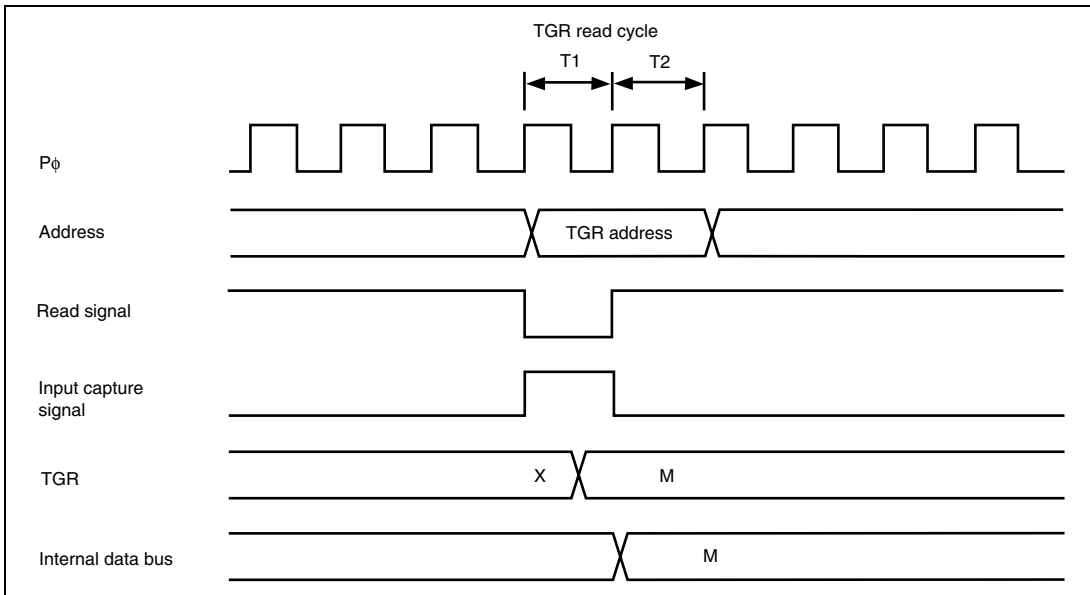 TGR read cycle
T1 T2
Pϕ
Address
TGR address
Read signal
Input capture
signal
TGR
X M
Internal data bus
M